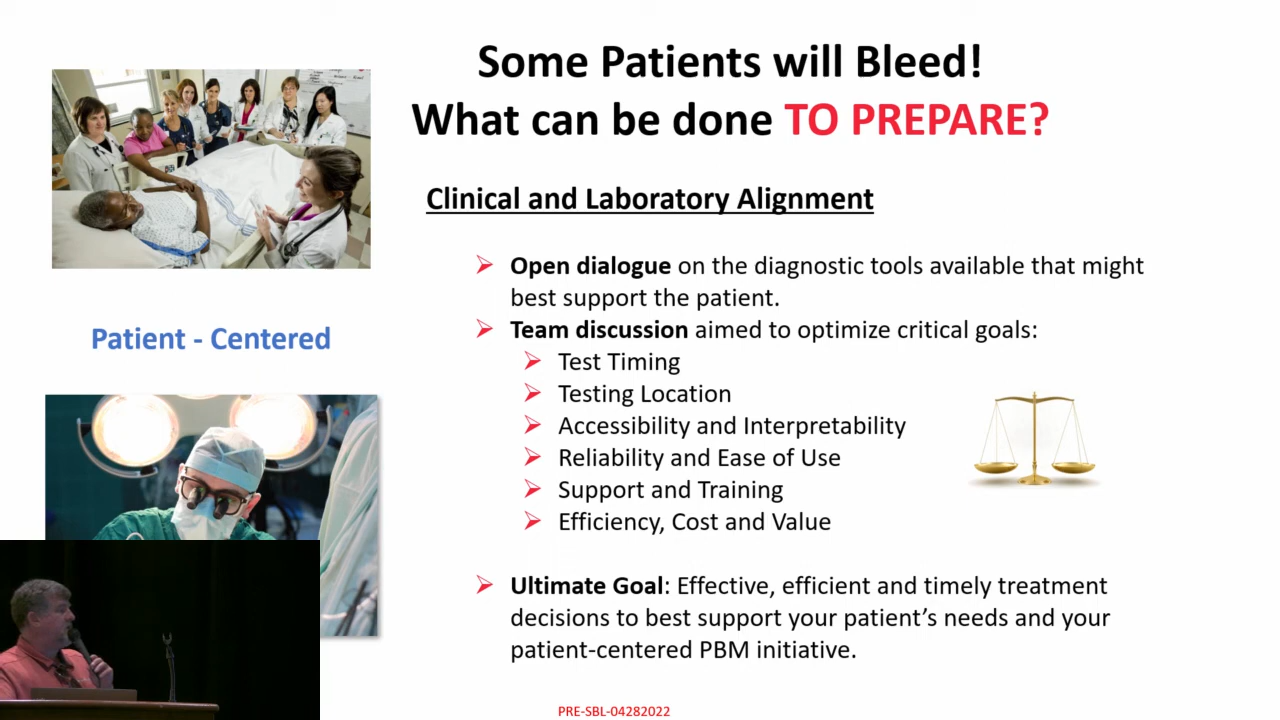 Some Patients will Bleed!
What can be done TO PREPARE?
Clinical and Laboratory Alignment
Open dialogue on the diagnostic tools available that might
best support the patient.
Team discussion aimed to optimize critical goals:
Test Timing
Testing Location
Accessibility and Interpretability
Reliability and Ease of Use
Support and Training
Efficiency, Cost and Value
Ultimate Goal: Effective, efficient and timely treatment
decisions to best support your patient's needs and your
patient-centered PBM initiative.
Patient - Centered
PRE-SBL-04282022